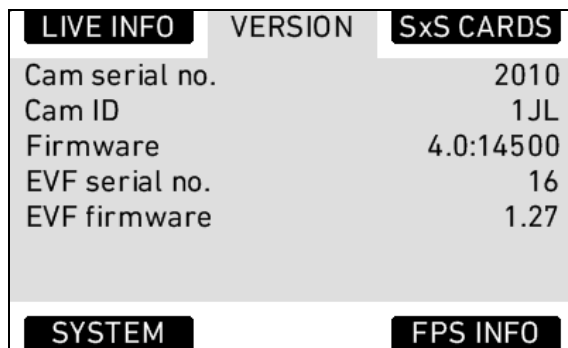 LIVE INFO VERSION SxS CARDS
Cam serial no. 2010
Cam ID 1JL
Firmware 4.0:14500
EVF serial no. 16
EVF firmware 1.27
SYSTEM FPS INFO